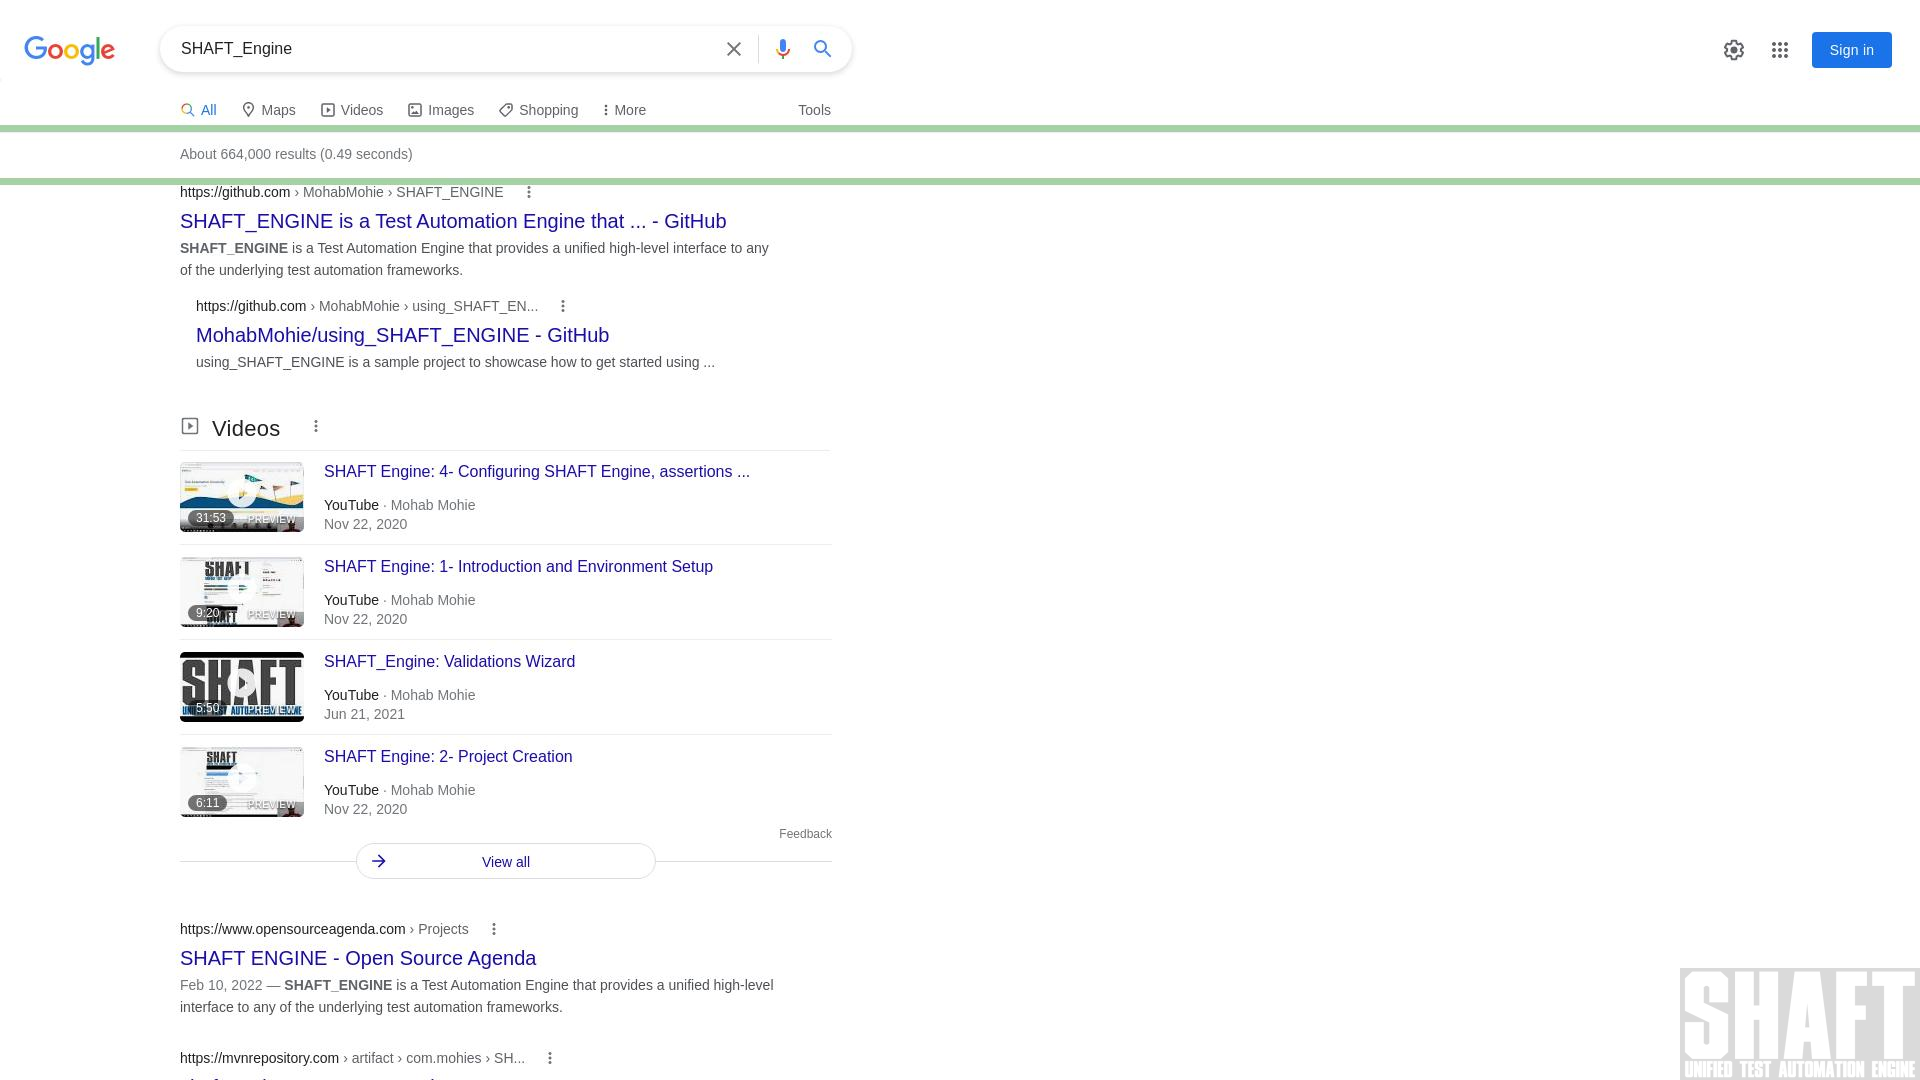 Google
SHAFT_Engine
Sign in
All
Maps
Videos
Images
Shopping
More
Tools
About 664,000 results (0.49 seconds)
https://github.com › MohabMohie › SHAFT_ENGINE
SHAFT_ENGINE is a Test Automation Engine that ... - GitHub
SHAFT_ENGINE is a Test Automation Engine that provides a unified high-level interface to any
of the underlying test automation frameworks.
https://github.com › MohabMohie › using_SHAFT_EN...
MohabMohie/using_SHAFT_ENGINE - GitHub
using_SHAFT_ENGINE is a sample project to showcase how to get started using ...
Videos
SHAFT Engine: 4- Configuring SHAFT Engine, assertions ...
YouTube · Mohab Mohie
31:53 PREVIEW
Nov 22, 2020
SHAFT
SHAFT Engine: 1- Introduction and Environment Setup
YouTube · Mohab Mohie
9:20 PREVIEW
Nov 22, 2020
SHAFT_Engine: Validations Wizard
SHAFT
YouTube · Mohab Mohie
5:50 PREVIEW
UNIFIED TEST AUTOMATION ENGINE
Jun 21, 2021
SHAFT
SHAFT Engine: 2- Project Creation
YouTube · Mohab Mohie
6:11 PREVIEW
Nov 22, 2020
Feedback
View all
https://www.opensourceagenda.com › Projects
SHAFT ENGINE - Open Source Agenda
Feb 10, 2022 — SHAFT_ENGINE is a Test Automation Engine that provides a unified high-level
interface to any of the underlying test automation frameworks.
https://mvnrepository.com › artifact › com.mohies › SH...
SHAFT
UNIFIED TEST AUTOMATION ENGINE